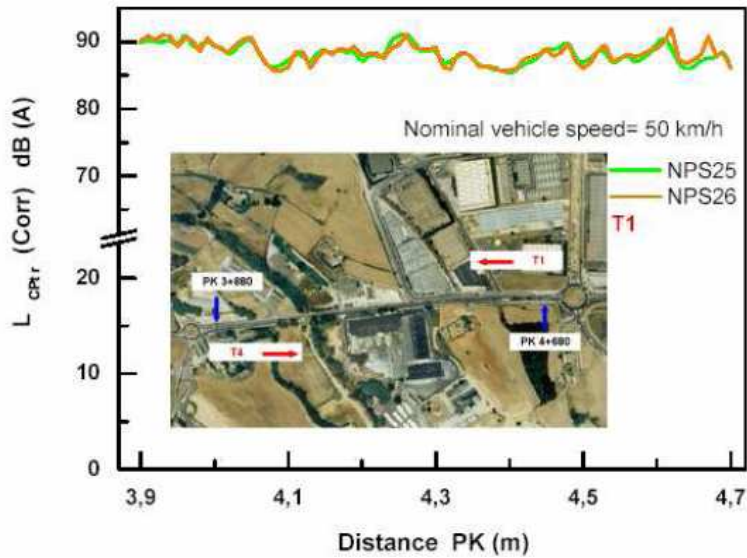 90
80
70
20
10
0
L CPtr (Corr) dB (A)
Nominal vehicle speed= 50 km/h
NPS25
NPS26
T1
T1
PK 3+880
PK 4+680
T4
3,9
4,1
4,3
4,5
4,7
Distance PK (m)